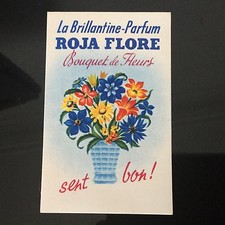 La Brillantine-Parfum
ROJA FLORE
Bouquet de Fleurs
sent bon!